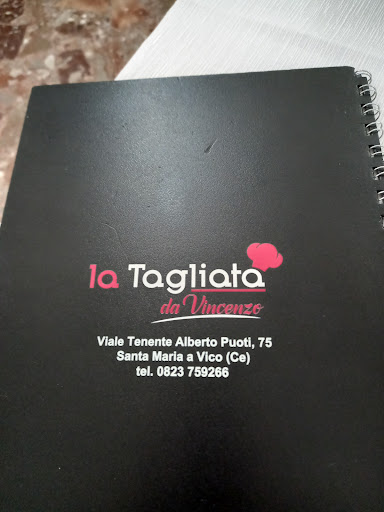 la Tagliata
da Vincenzo
Viale Tenente Alberto Puoti, 75
Santa Maria a Vico (Ce)
tel. 0823 759266